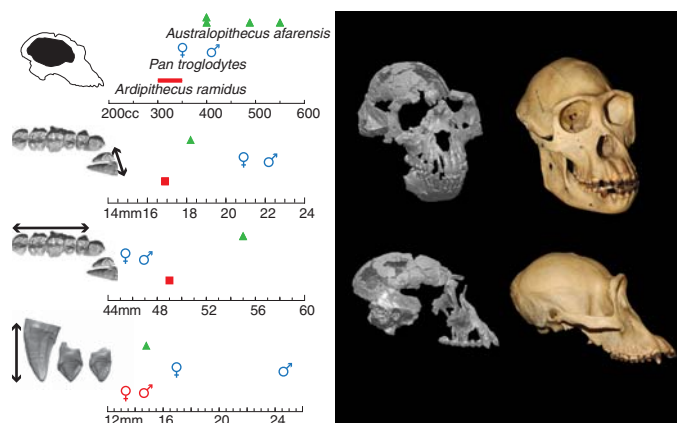 Australopithecus afarensis
♀ ♂
Pan troglodytes
Ardipithecus ramidus
200cc 300 400 500 600
♀ ♂
14mm 16 18 20 22 24
♀ ♂
44mm 48 52 56 60
♀ ♂
♀ ♂
12mm 16 20 24